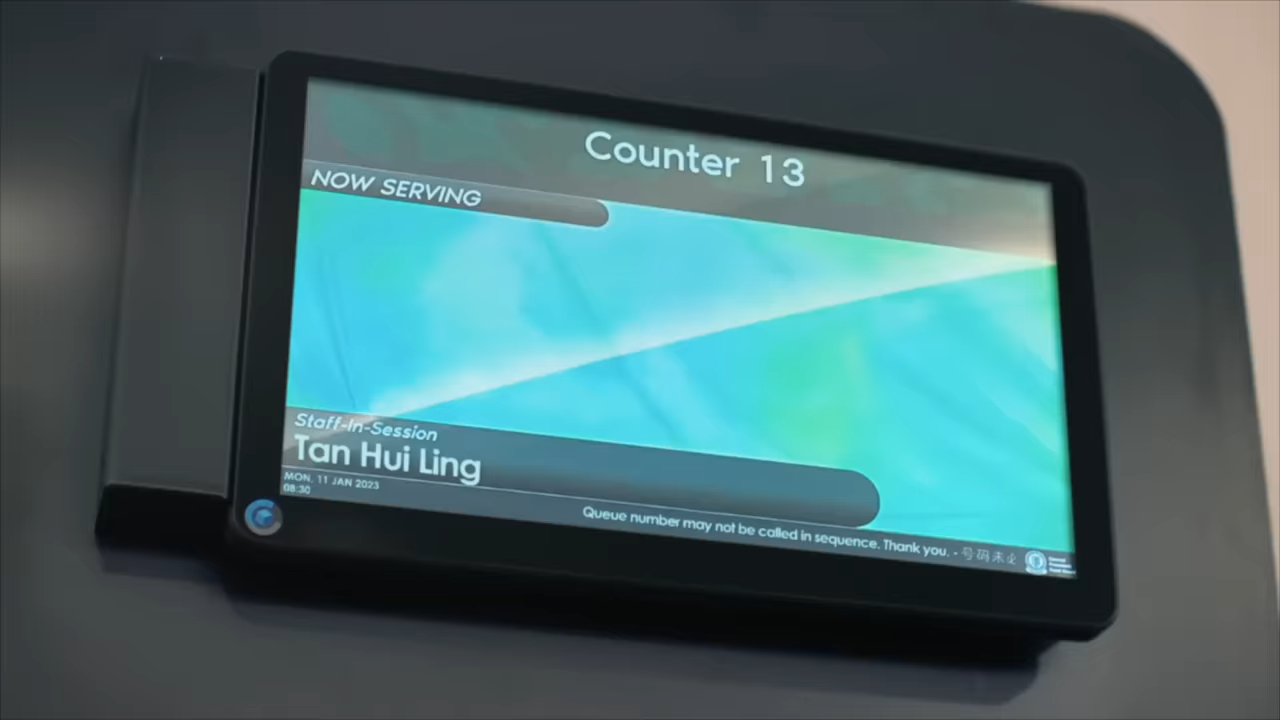 Counter 13
NOW SERVING
Staff-In-Session
Tan Hui Ling
MON, 11 JAN 2023
08:30
Queue number may not be called in sequence. Thank you. - 号码未必